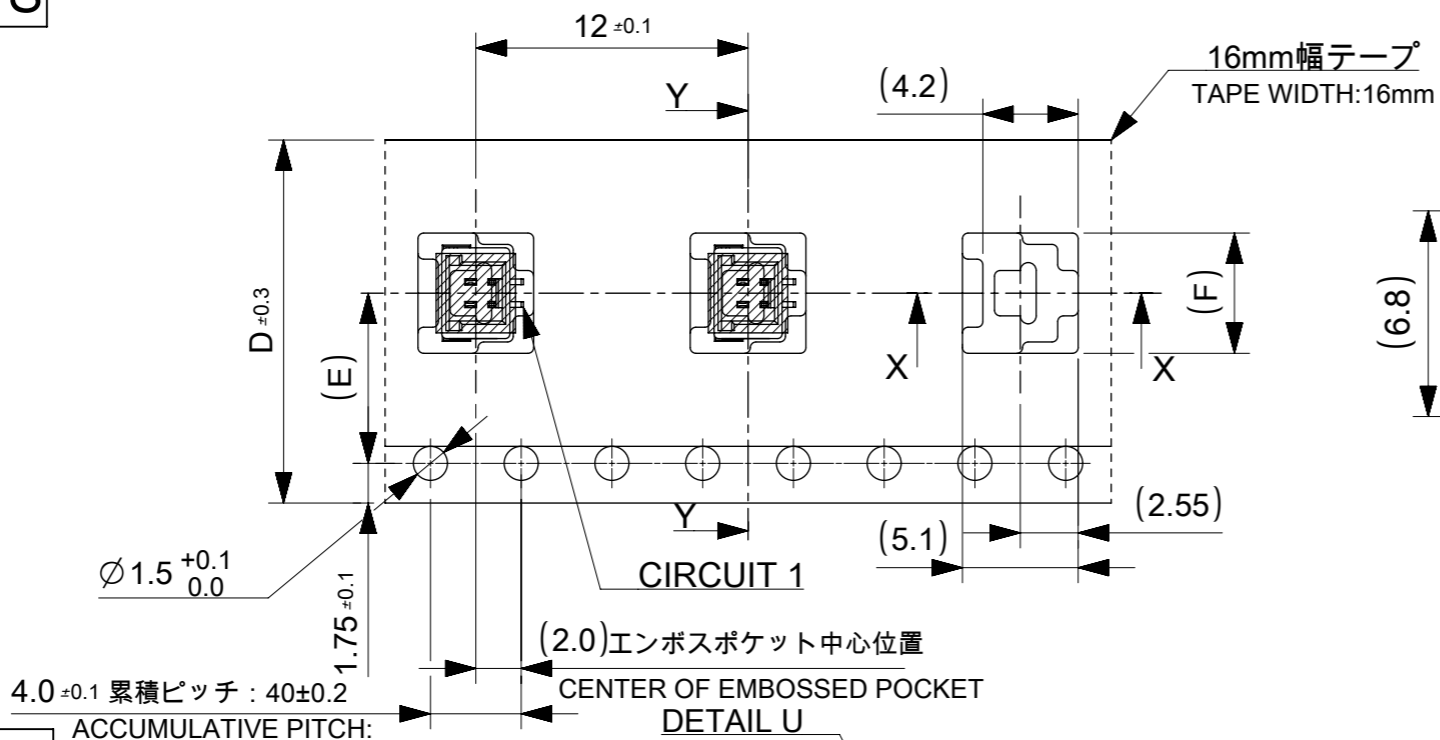 12 ±0.1
16mm幅テープ
TAPE WIDTH:16mm
Y
(4.2)
D ±0.3
(E)
(F)
(6.8)
X
X
Y
(2.55)
(5.1)
Ø1.5 +0.1
0.0
CIRCUIT 1
1.75 ±0.1
(2.0)エンボスポケット中心位置
CENTER OF EMBOSSED POCKET
4.0 ±0.1 累積ピッチ : 40±0.2
ACCUMULATIVE PITCH:
DETAIL U